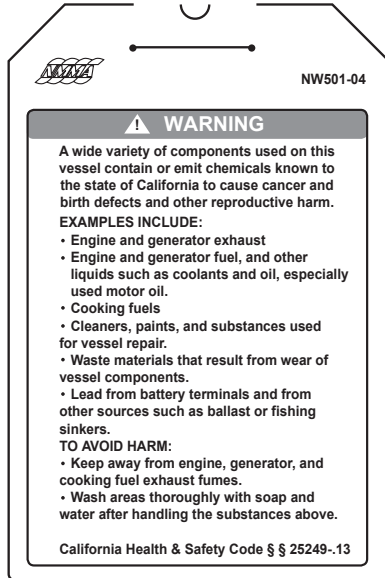 NMMA
NW501-04
WARNING
A wide variety of components used on this
vessel contain or emit chemicals known to
the state of California to cause cancer and
birth defects and other reproductive harm.
EXAMPLES INCLUDE:
• Engine and generator exhaust
• Engine and generator fuel, and other
liquids such as coolants and oil, especially
used motor oil.
• Cooking fuels
• Cleaners, paints, and substances used
for vessel repair.
• Waste materials that result from wear of
vessel components.
• Lead from battery terminals and from
other sources such as ballast or fishing
sinkers.
TO AVOID HARM:
• Keep away from engine, generator, and
cooking fuel exhaust fumes.
• Wash areas thoroughly with soap and
water after handling the substances above.
California Health & Safety Code § § 25249-.13